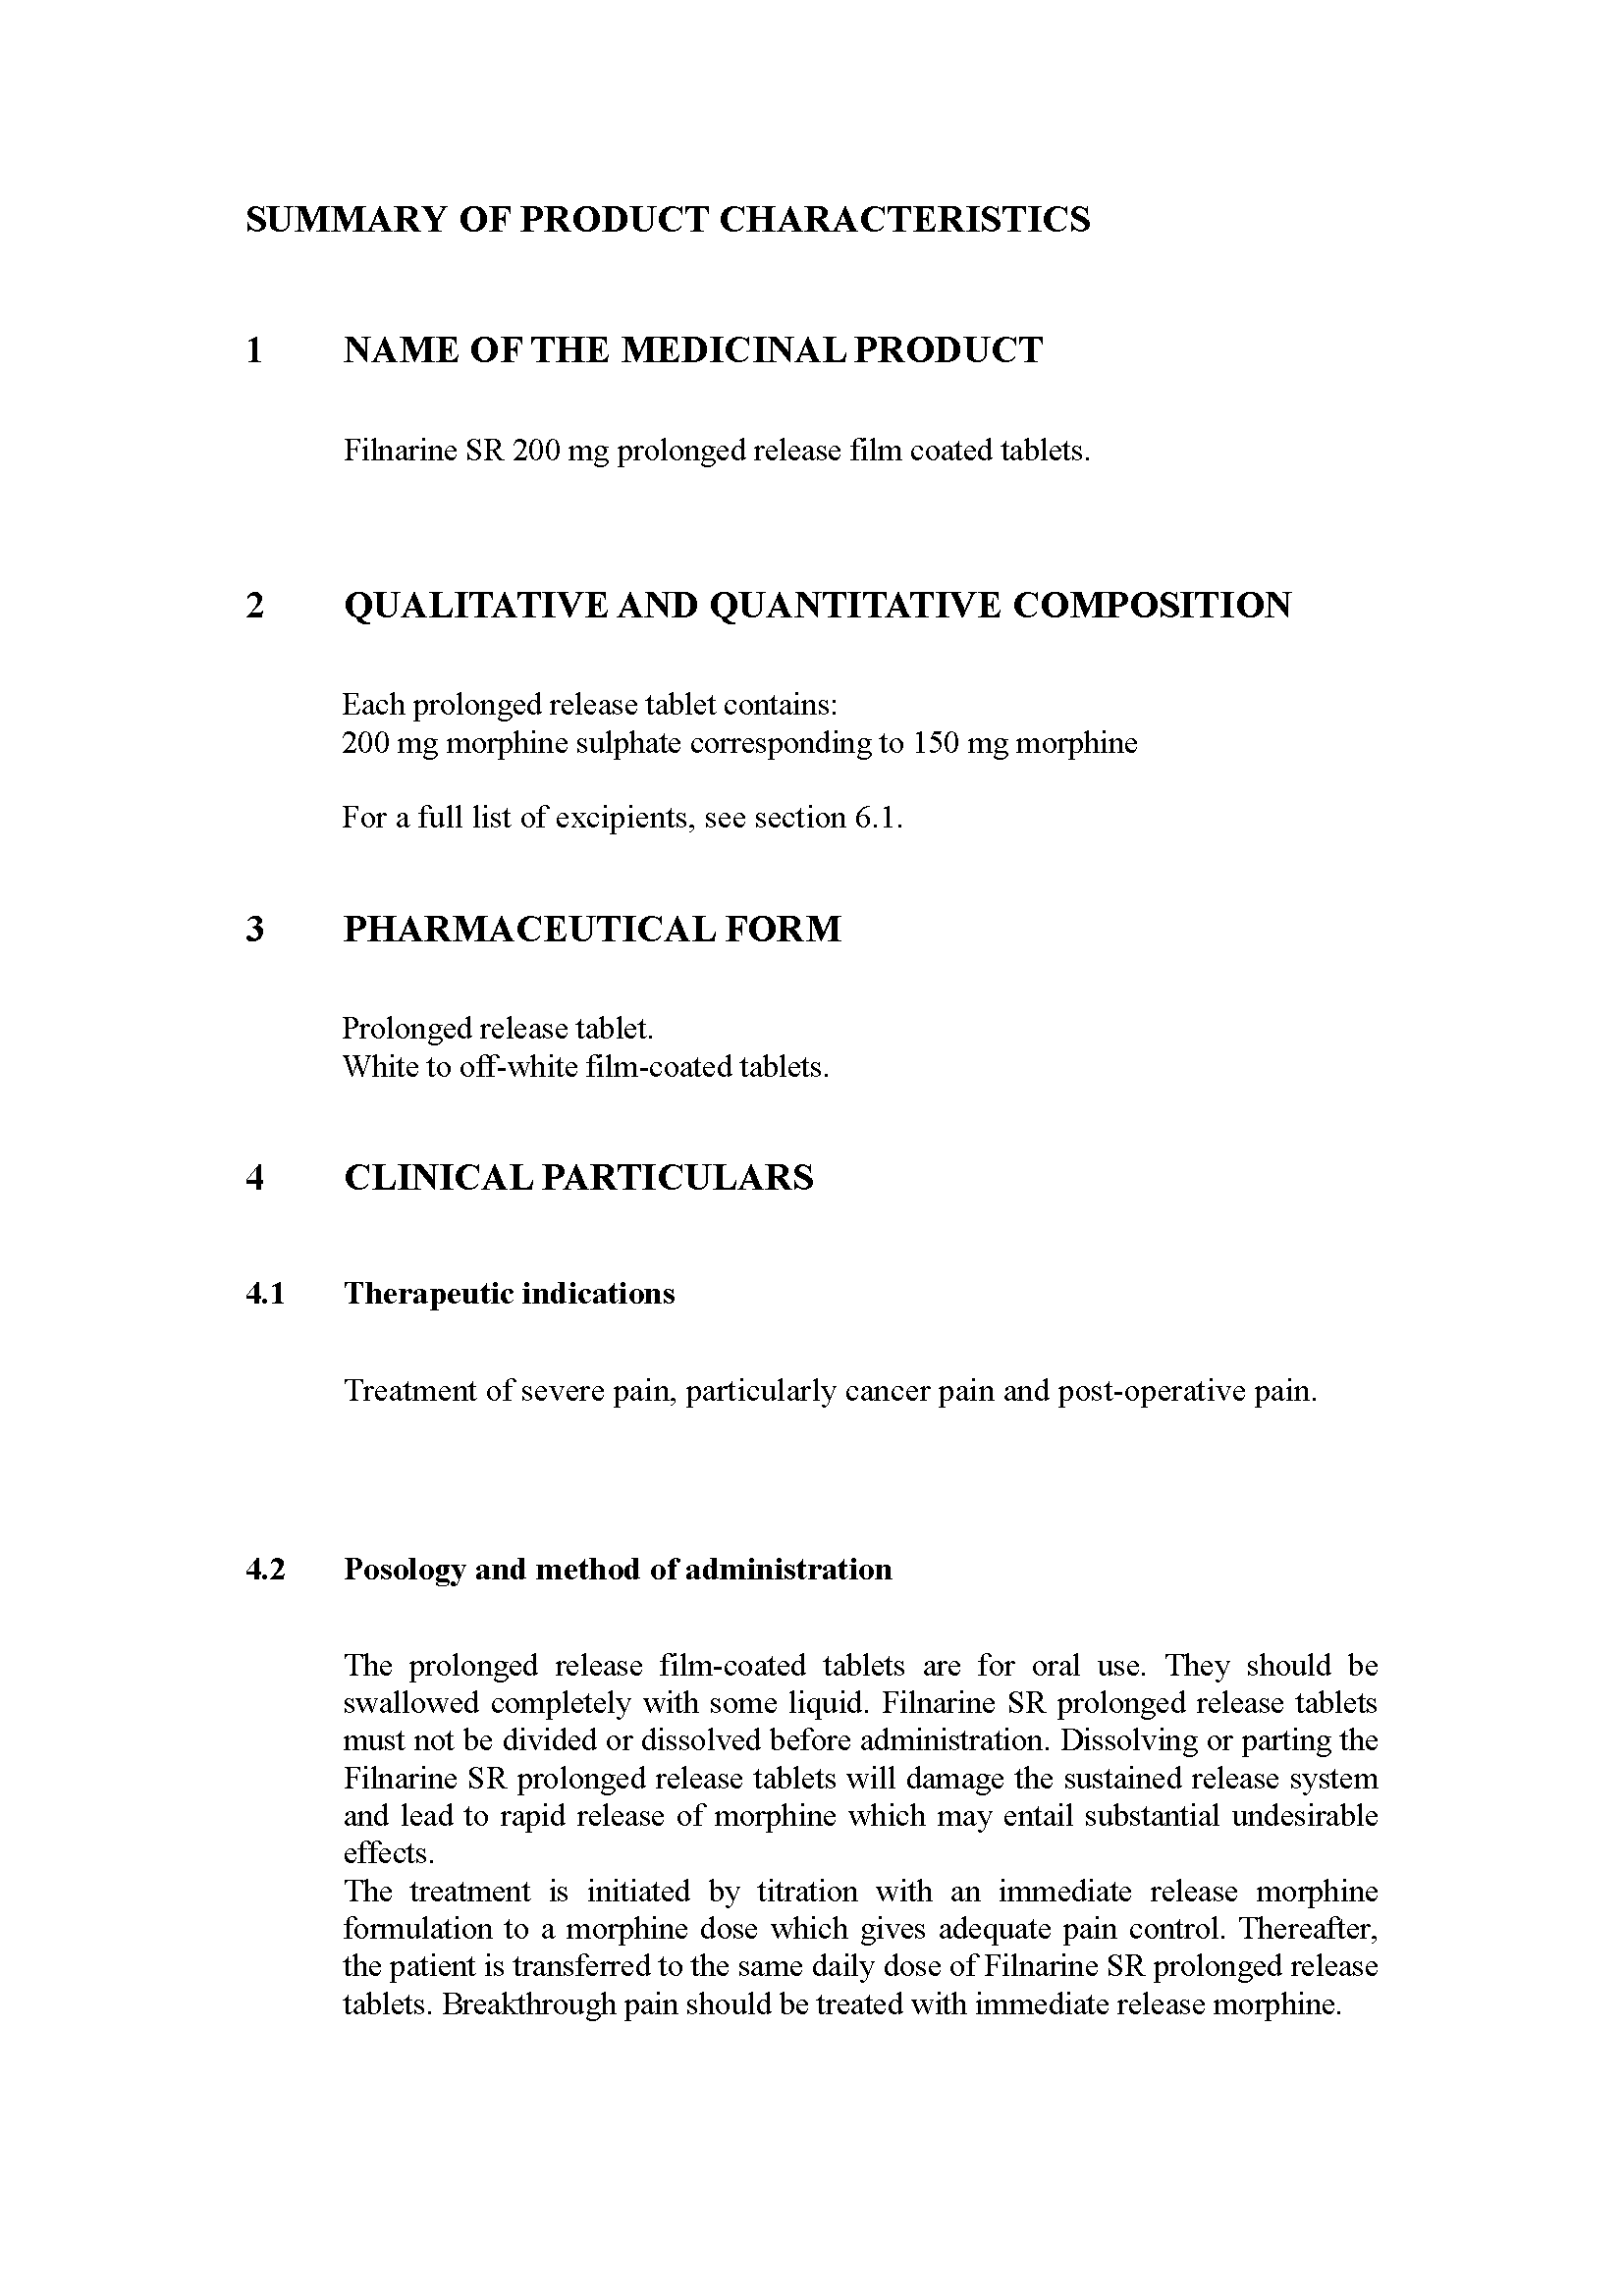 SUMMARY OF PRODUCT CHARACTERISTICS
1 NAME OF THE MEDICINAL PRODUCT
Filnarine SR 200 mg prolonged release film coated tablets.
2 QUALITATIVE AND QUANTITATIVE COMPOSITION
Each prolonged release tablet contains:
200 mg morphine sulphate corresponding to 150 mg morphine
For a full list of excipients, see section 6.1.
3 PHARMACEUTICAL FORM
Prolonged release tablet.
White to off-white film-coated tablets.
4 CLINICAL PARTICULARS
4.1 Therapeutic indications
Treatment of severe pain, particularly cancer pain and post-operative pain.
4.2 Posology and method of administration
The prolonged release film-coated tablets are for oral use. They should be
swallowed completely with some liquid. Filnarine SR prolonged release tablets
must not be divided or dissolved before administration. Dissolving or parting the
Filnarine SR prolonged release tablets will damage the sustained release system
and lead to rapid release of morphine which may entail substantial undesirable
effects.
The treatment is initiated by titration with an immediate release morphine
formulation to a morphine dose which gives adequate pain control. Thereafter,
the patient is transferred to the same daily dose of Filnarine SR prolonged release
tablets. Breakthrough pain should be treated with immediate release morphine.